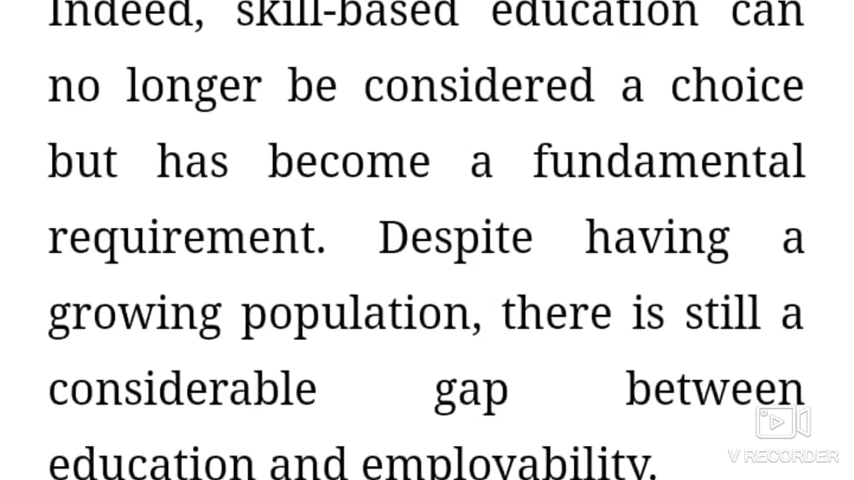 Indeed, skill-based education can
no longer be considered a choice
but has become a fundamental
requirement. Despite having a
growing population, there is still a
considerable gap between
education and employability.
V RECORDER